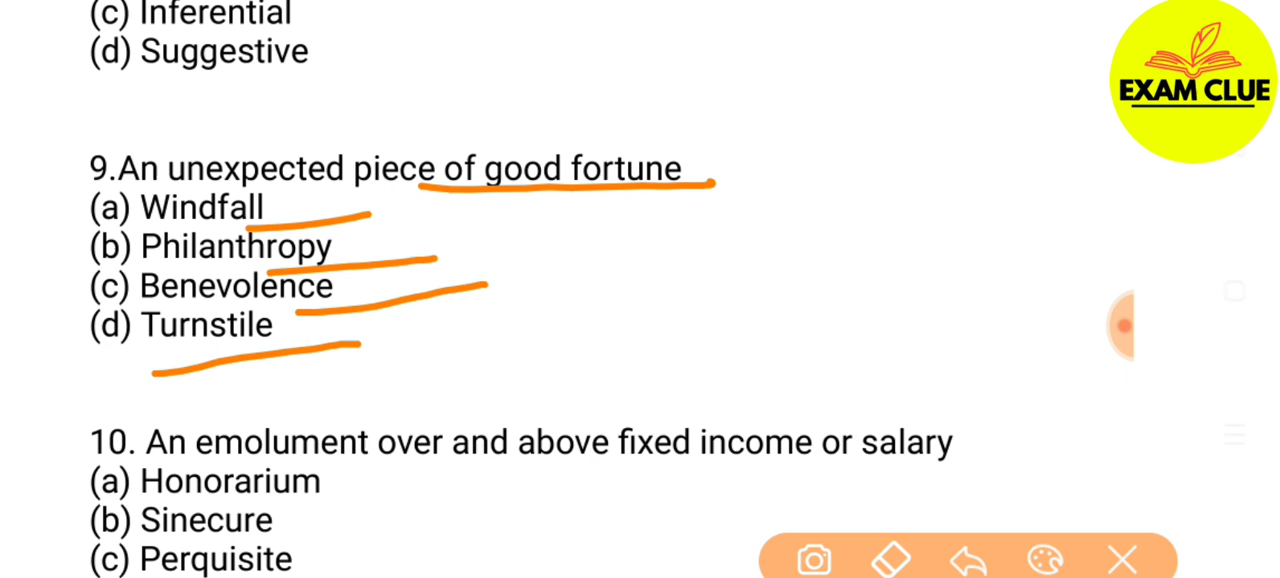 (c) Inferential
(d) Suggestive
EXAM CLUE
9.An unexpected piece of good fortune
(a) Windfall
(b) Philanthropy
(c) Benevolence
(d) Turnstile
10. An emolument over and above fixed income or salary
(a) Honorarium
(b) Sinecure
(c) Perquisite